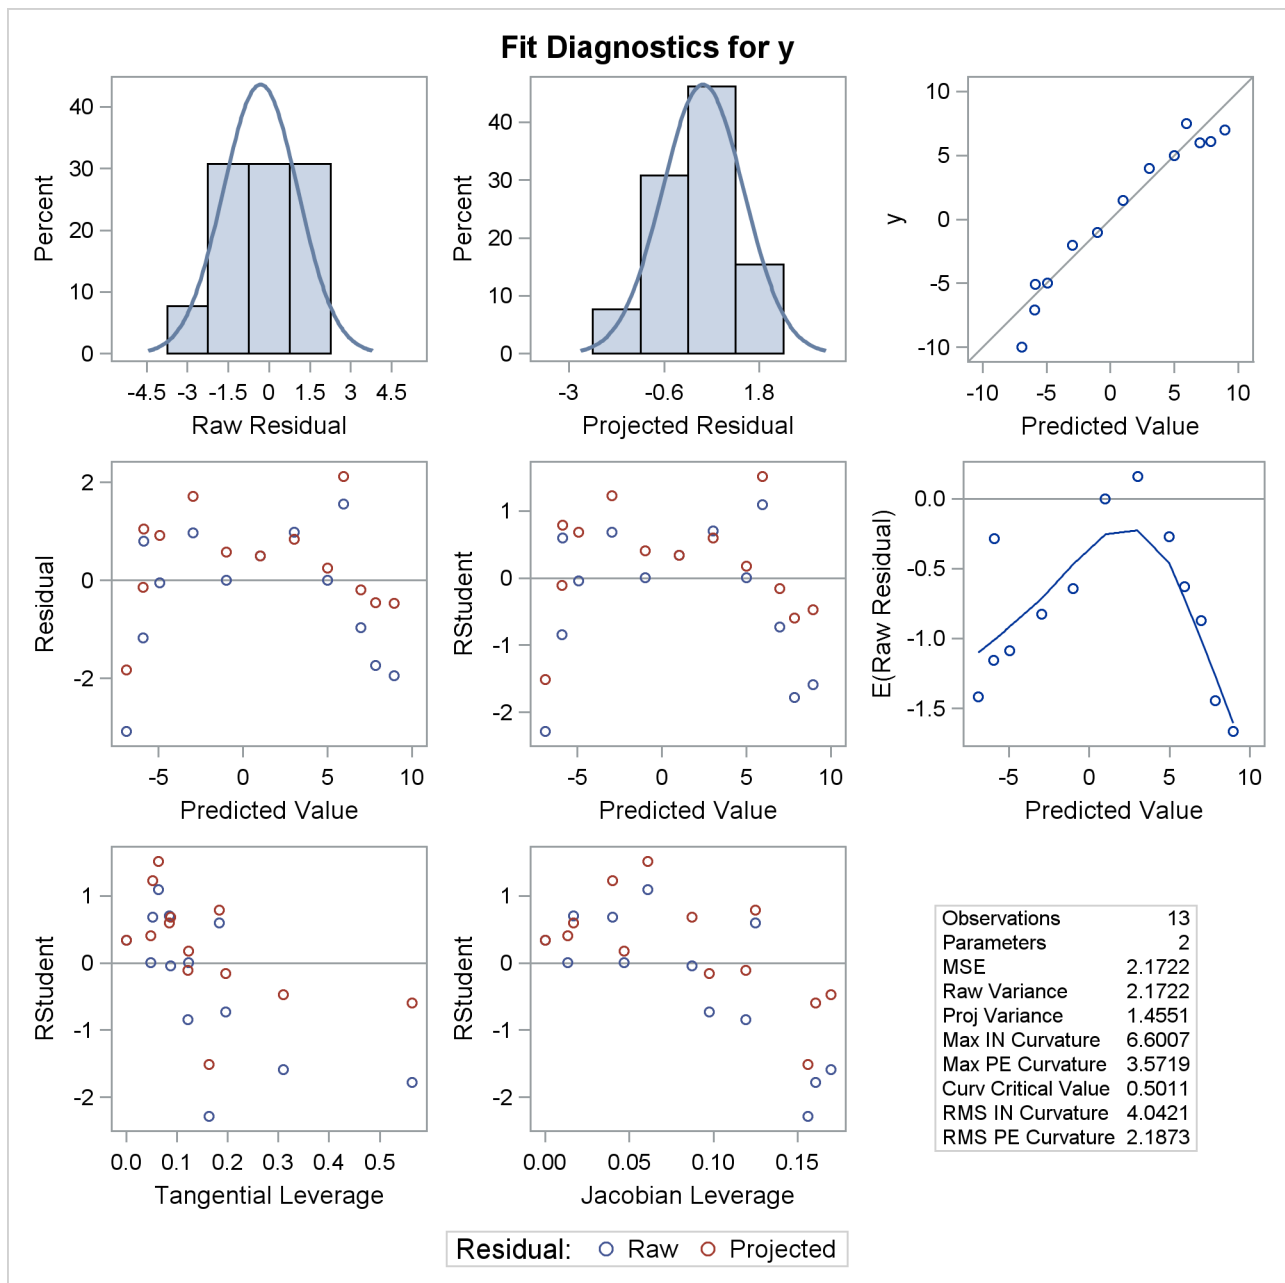 Fit Diagnostics for y
Percent
40
30
20
10
0
-4.5 -3 -1.5 0 1.5 3 4.5
Raw Residual
Percent
40
30
20
10
0
-3 -0.6 1.8
Projected Residual
y
10
5
0
-5
-10
-10 -5 0 5 10
Predicted Value
Residual
2
0
-2
-5 0 5 10
Predicted Value
RStudent
1
0
-1
-2
-5 0 5 10
Predicted Value
E(Raw Residual)
0.0
-0.5
-1.0
-1.5
-5 0 5 10
Predicted Value
RStudent
1
0
-1
-2
0.0 0.1 0.2 0.3 0.4 0.5
Tangential Leverage
RStudent
1
0
-1
-2
0.00 0.05 0.10 0.15
Jacobian Leverage
Observations 13
Parameters 2
MSE 2.1722
Raw Variance 2.1722
Proj Variance 1.4551
Max IN Curvature 6.6007
Max PE Curvature 3.5719
Curv Critical Value 0.5011
RMS IN Curvature 4.0421
RMS PE Curvature 2.1873
Residual: Raw Projected